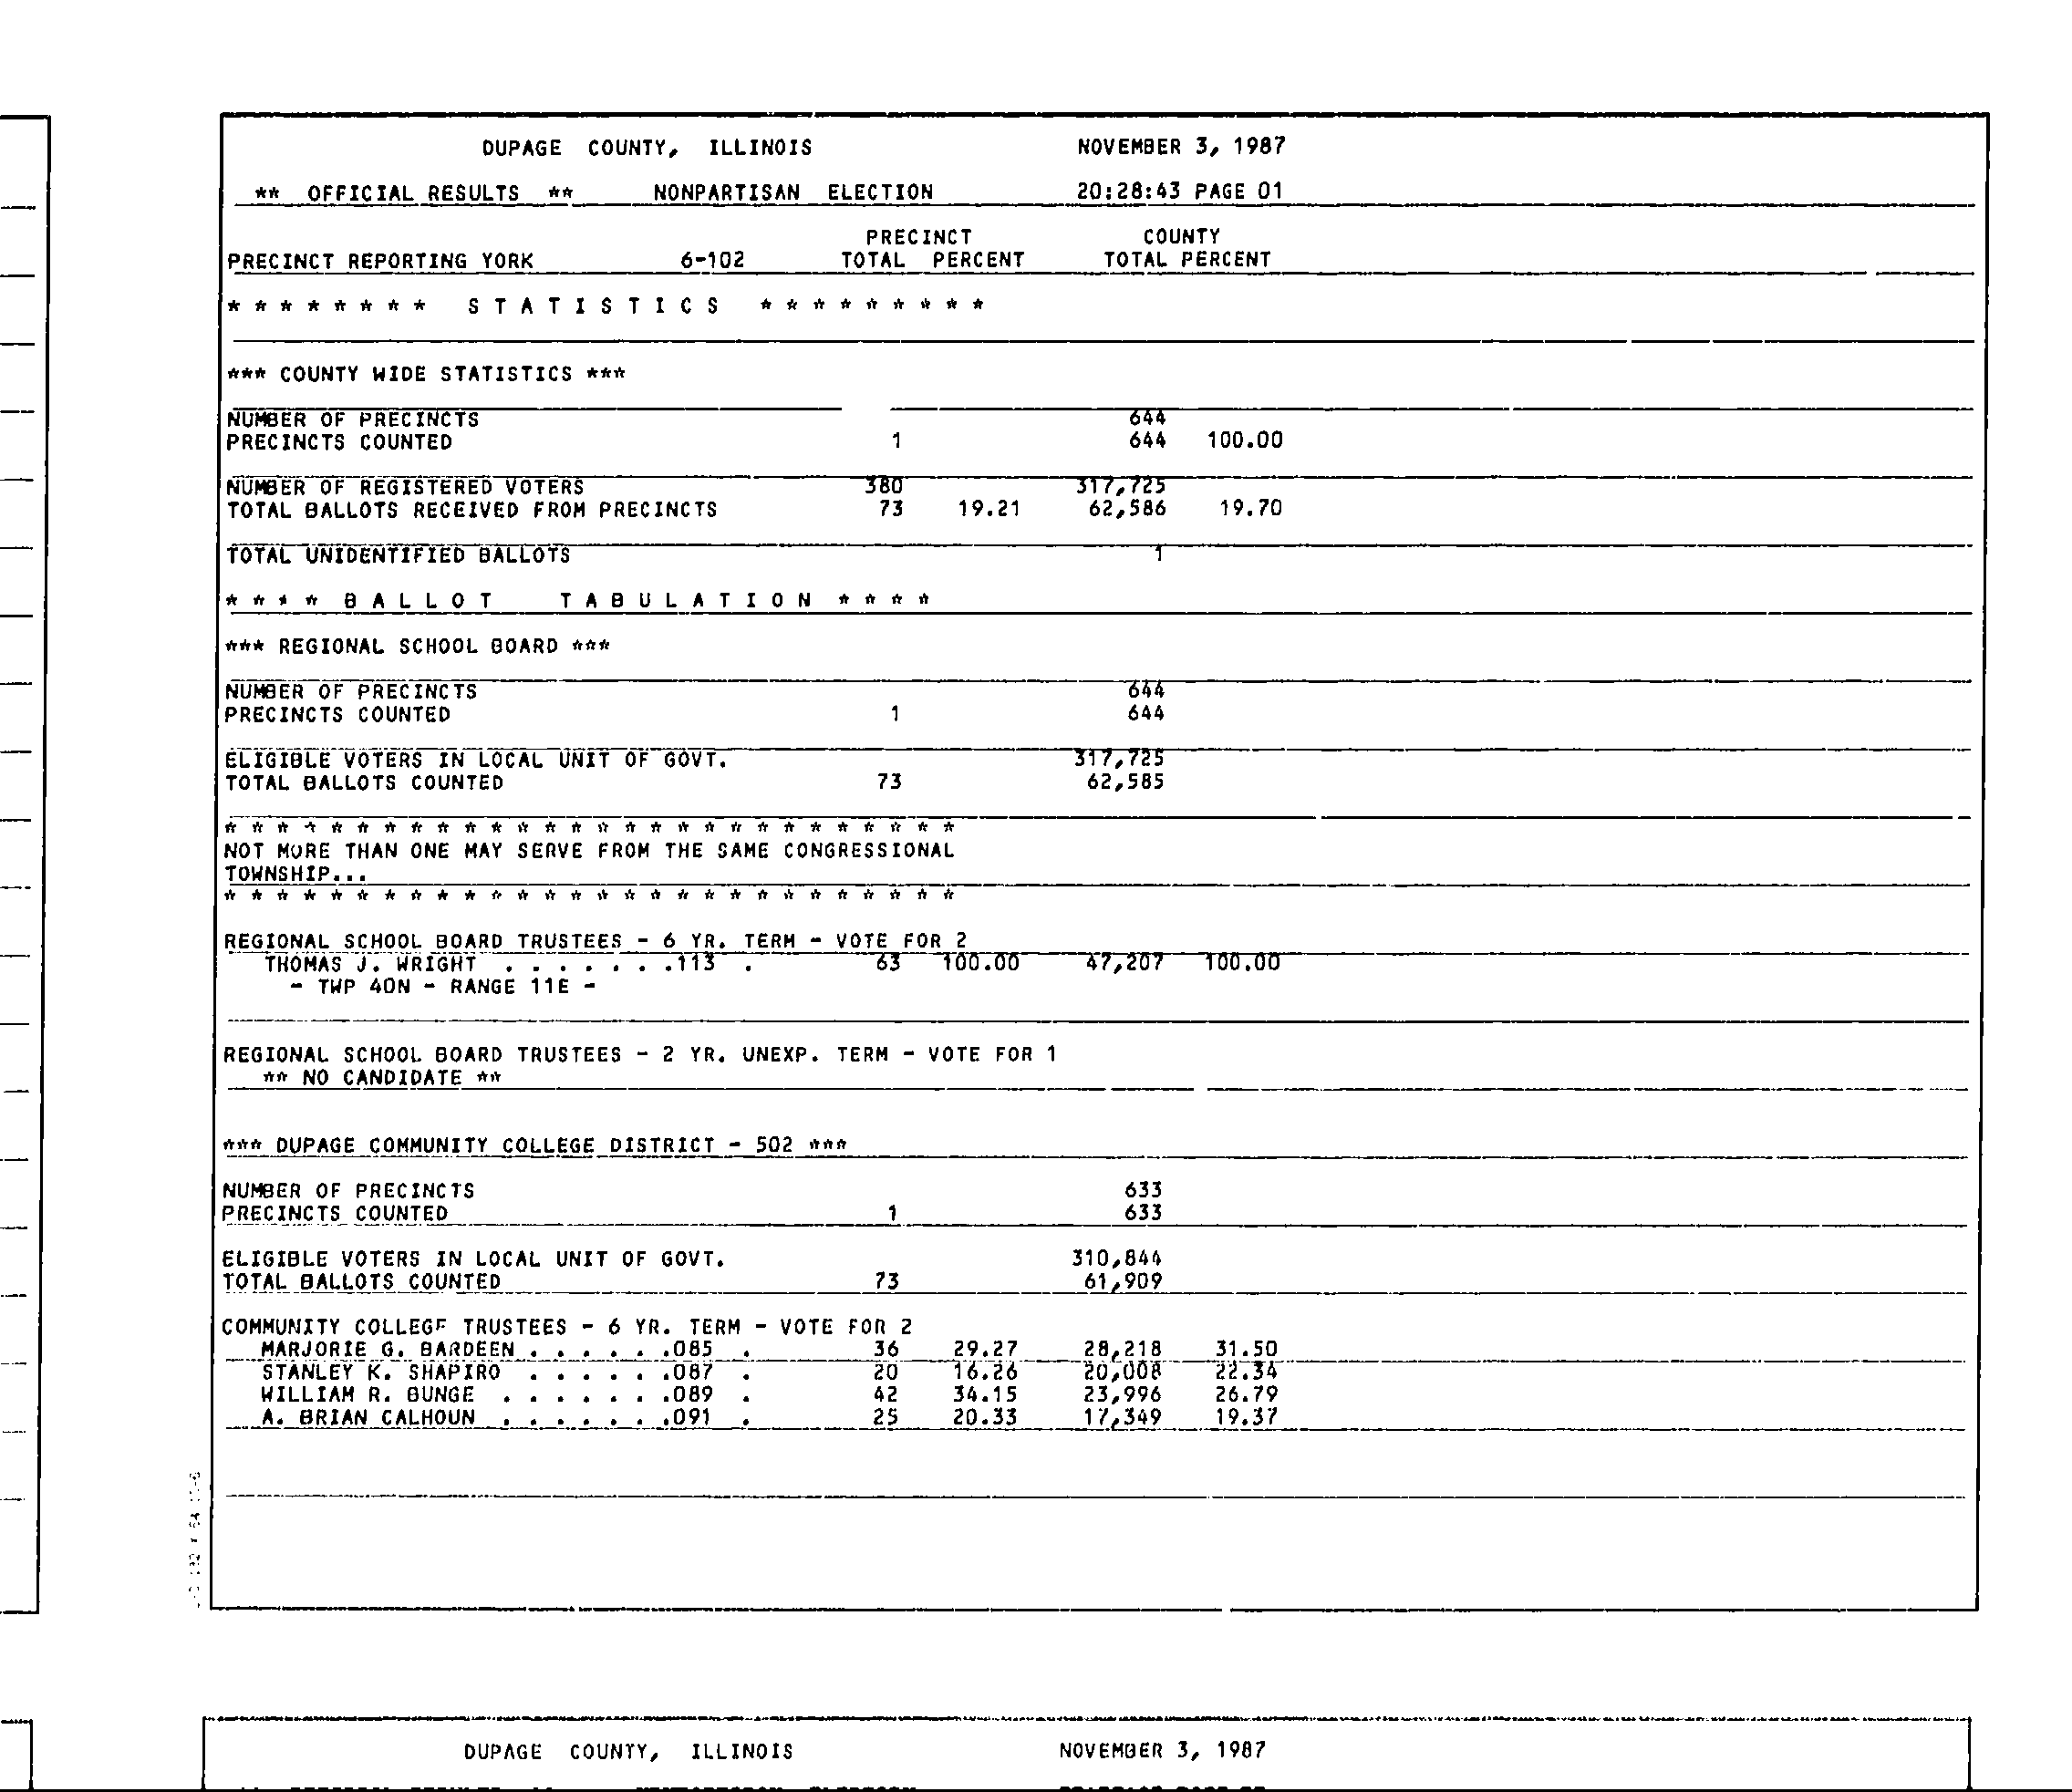 DUPAGE COUNTY, ILLINOIS NOVEMBER 3, 1987
** OFFICIAL RESULTS ** NONPARTISAN ELECTION 20:28:43 PAGE 01
PRECINCT COUNTY
PRECINCT REPORTING YORK 6-102 TOTAL PERCENT TOTAL PERCENT
* * * * * * * * S T A T I S T I C S * * * * * * * * *
*** COUNTY WIDE STATISTICS ***
NUMBER OF PRECINCTS 644
PRECINCTS COUNTED 1 644 100.00
NUMBER OF REGISTERED VOTERS 380 317,725
TOTAL BALLOTS RECEIVED FROM PRECINCTS 73 19.21 62,586 19.70
TOTAL UNIDENTIFIED BALLOTS 1
* * * * B A L L O T T A B U L A T I O N * * * *
*** REGIONAL SCHOOL BOARD ***
NUMBER OF PRECINCTS 644
PRECINCTS COUNTED 1 644
ELIGIBLE VOTERS IN LOCAL UNIT OF GOVT. 317,725
TOTAL BALLOTS COUNTED 73 62,585
* * * * * * * * * * * * * * * * * * * * * * * * * * * *
NOT MORE THAN ONE MAY SERVE FROM THE SAME CONGRESSIONAL
TOWNSHIP...
* * * * * * * * * * * * * * * * * * * * * * * * * * * *
REGIONAL SCHOOL BOARD TRUSTEES - 6 YR. TERM - VOTE FOR 2
THOMAS J. WRIGHT . . . . . . .113 . 63 100.00 47,207 100.00
- TWP 40N - RANGE 11E -
REGIONAL SCHOOL BOARD TRUSTEES - 2 YR. UNEXP. TERM - VOTE FOR 1
** NO CANDIDATE **
*** DUPAGE COMMUNITY COLLEGE DISTRICT - 502 ***
NUMBER OF PRECINCTS 633
PRECINCTS COUNTED 1 633
ELIGIBLE VOTERS IN LOCAL UNIT OF GOVT. 310,844
TOTAL BALLOTS COUNTED 73 61,909
COMMUNITY COLLEGE TRUSTEES - 6 YR. TERM - VOTE FOR 2
MARJORIE G. BARDEEN . . . . . .085 . 36 29.27 28,218 31.50
STANLEY K. SHAPIRO . . . . . .087 . 20 16.26 20,008 22.34
WILLIAM R. BUNGE . . . . . . .089 . 42 34.15 23,996 26.79
A. BRIAN CALHOUN . . . . . . .091 . 25 20.33 17,349 19.37
DUPAGE COUNTY, ILLINOIS NOVEMBER 3, 1987